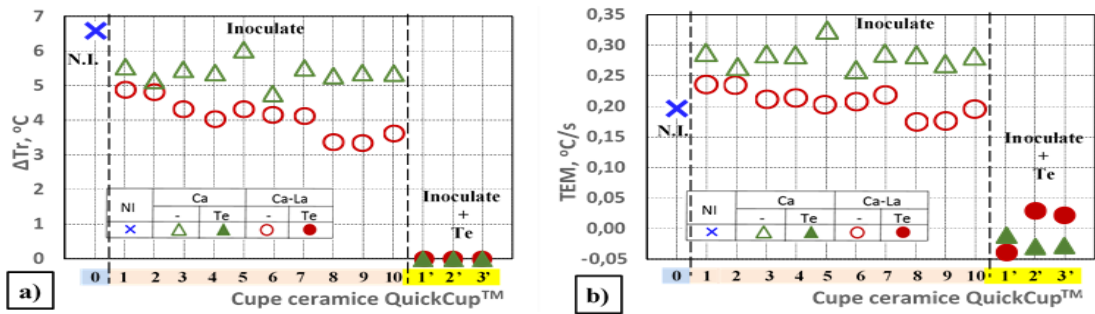 7
6
5
4
3
2
1
0
ΔTr, ºC
N.I.
Inoculate
Inoculate
+
Te
NI Ca Ca-La
- Te - Te
0 1 2 3 4 5 6 7 8 9 10 1' 2' 3'
Cupe ceramice QuickCup™
a)
0,35
0,30
0,25
0,20
0,15
0,10
0,05
0,00
-0,05
TEM, ºC/s
N.I.
Inoculate
Inoculate
+
Te
NI Ca Ca-La
- Te - Te
0 1 2 3 4 5 6 7 8 9 10 1' 2' 3'
Cupe ceramice QuickCup™
b)